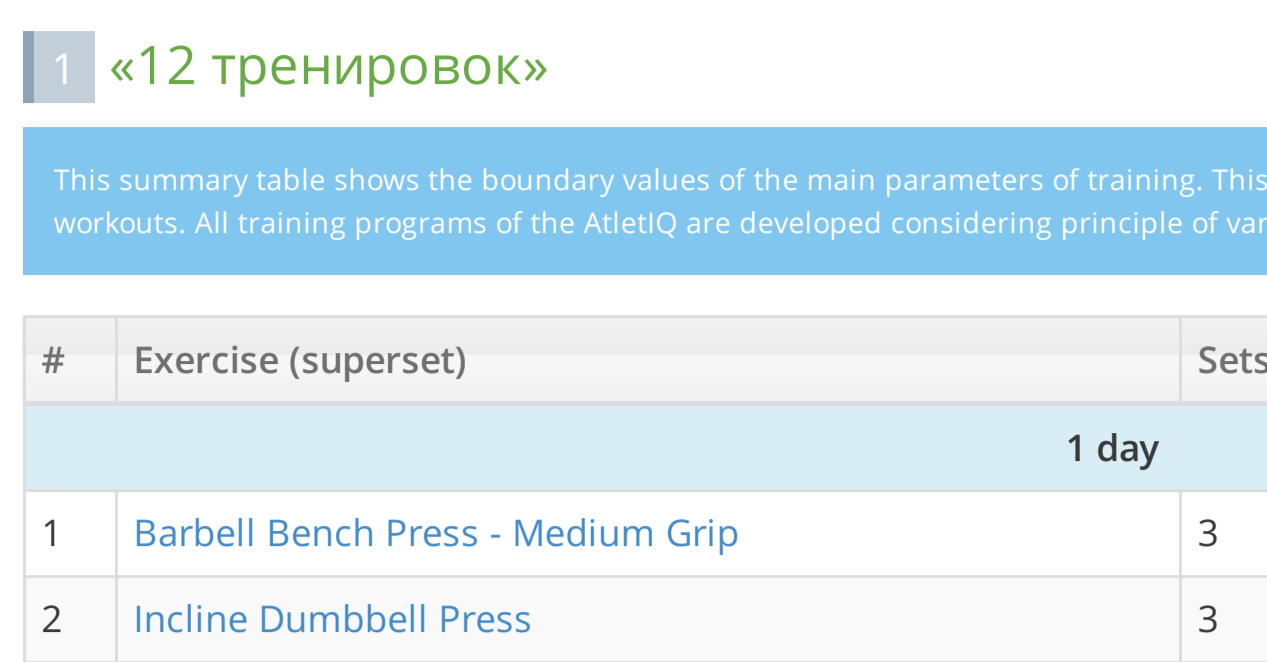 1 «12 тренировок»
This summary table shows the boundary values of the main parameters of training. This
workouts. All training programs of the AtletIQ are developed considering principle of
# Exercise (superset) Sets
1 day
1 Barbell Bench Press - Medium Grip 3
2 Incline Dumbbell Press 3